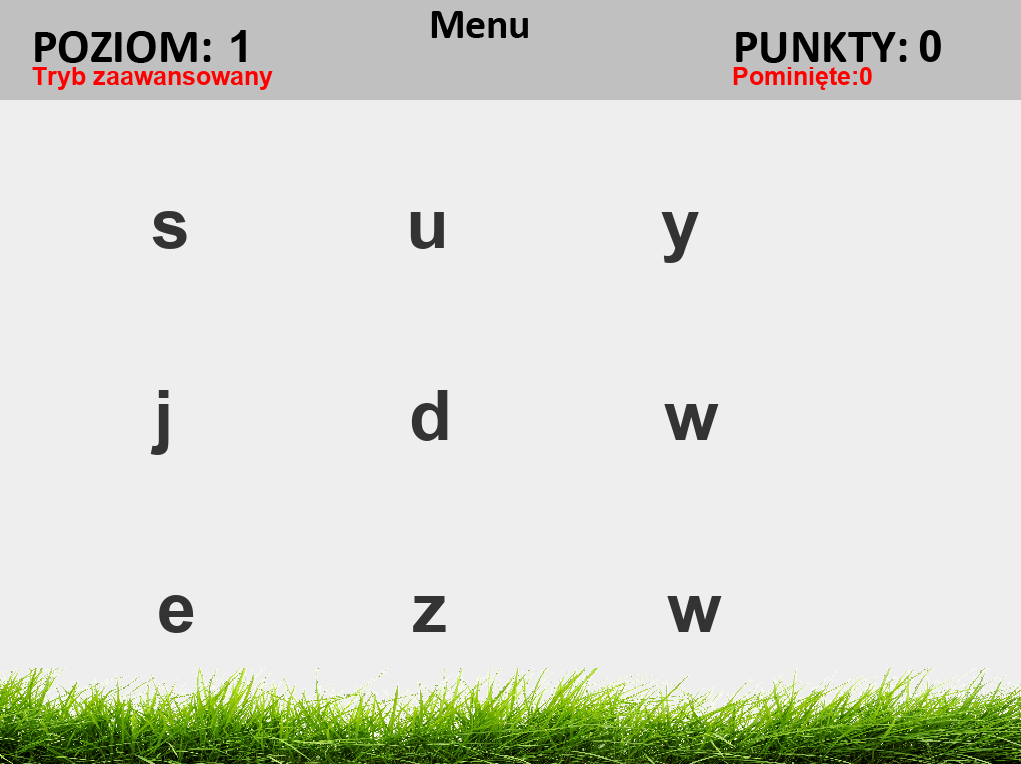 Menu
POZIOM: 1
PUNKTY: 0
Tryb zaawansowany
Pominięte:0
s u y
j d w
e z w